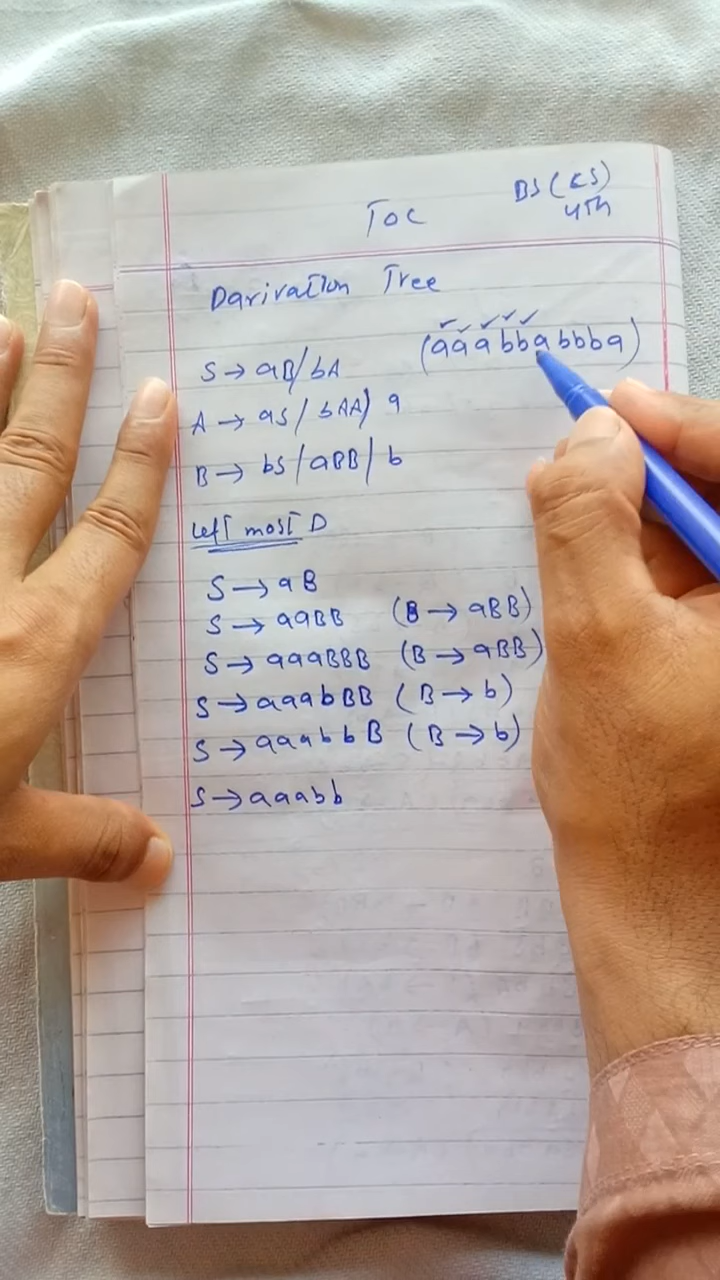 BS (CS)
4th
TOC
Darivation Tree
(aaabbabbba)
S → aB/bA
A → aS/bAA/a
B → bS/aBB/b
Left most D
S → aB
S → aaBB (B → aBB)
S → aaaBBB (B → aBB)
S → aaabBB (B → b)
S → aaabbB (B → b)
S → aaabb